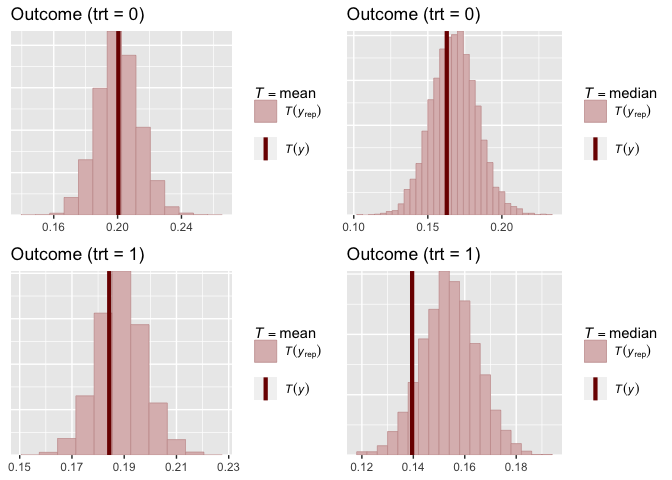 Outcome (trt = 0)
T = mean
T(yrep)
T(y)
0.16 0.20 0.24
Outcome (trt = 0)
T = median
T(yrep)
T(y)
0.10 0.15 0.20
Outcome (trt = 1)
T = mean
T(yrep)
T(y)
0.15 0.17 0.19 0.21 0.23
Outcome (trt = 1)
T = median
T(yrep)
T(y)
0.12 0.14 0.16 0.18